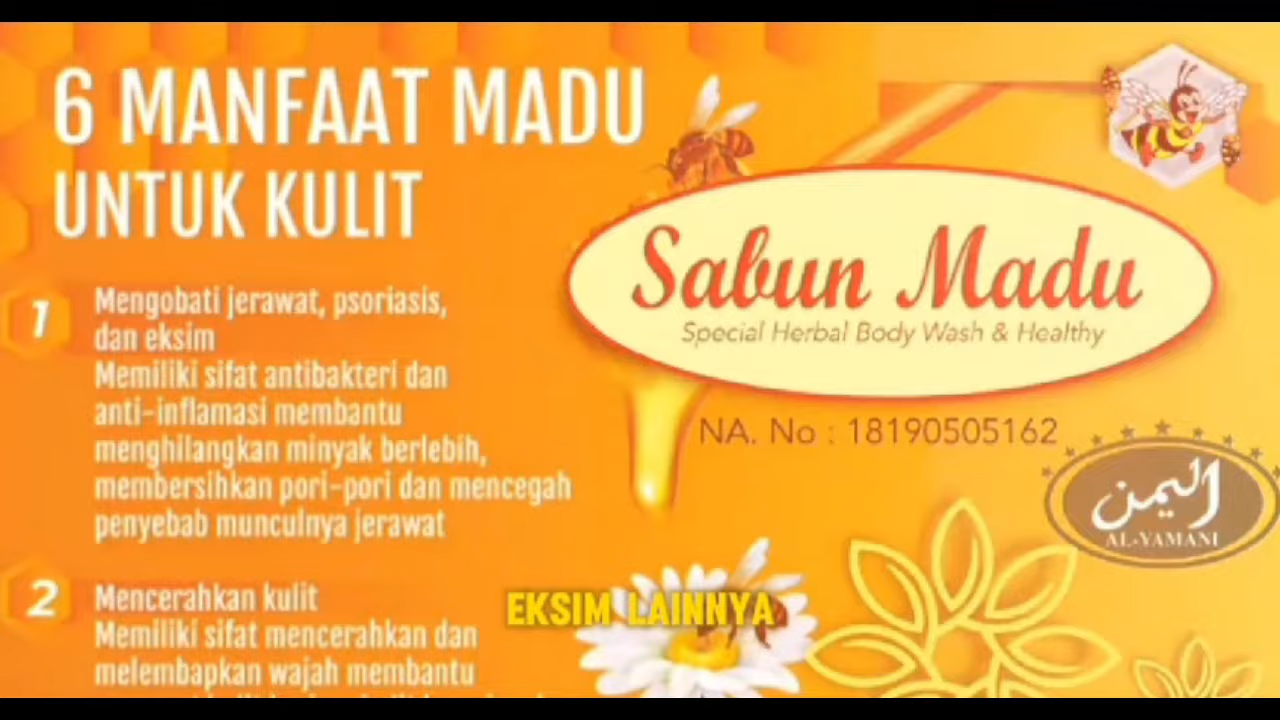 6 MANFAAT MADU
UNTUK KULIT
1
Mengobati jerawat, psoriasis,
dan eksim
Memiliki sifat antibakteri dan
anti-inflamasi membantu
menghilangkan minyak berlebih,
membersihkan pori-pori dan mencegah
penyebab munculnya jerawat
2
Mencerahkan kulit
Memiliki sifat mencerahkan dan
melembapkan wajah membantu
Sabun Madu
Special Herbal Body Wash & Healthy
NA. No : 18190505162
اليمن
AL-YAMANI
EKSIM LAINNYA